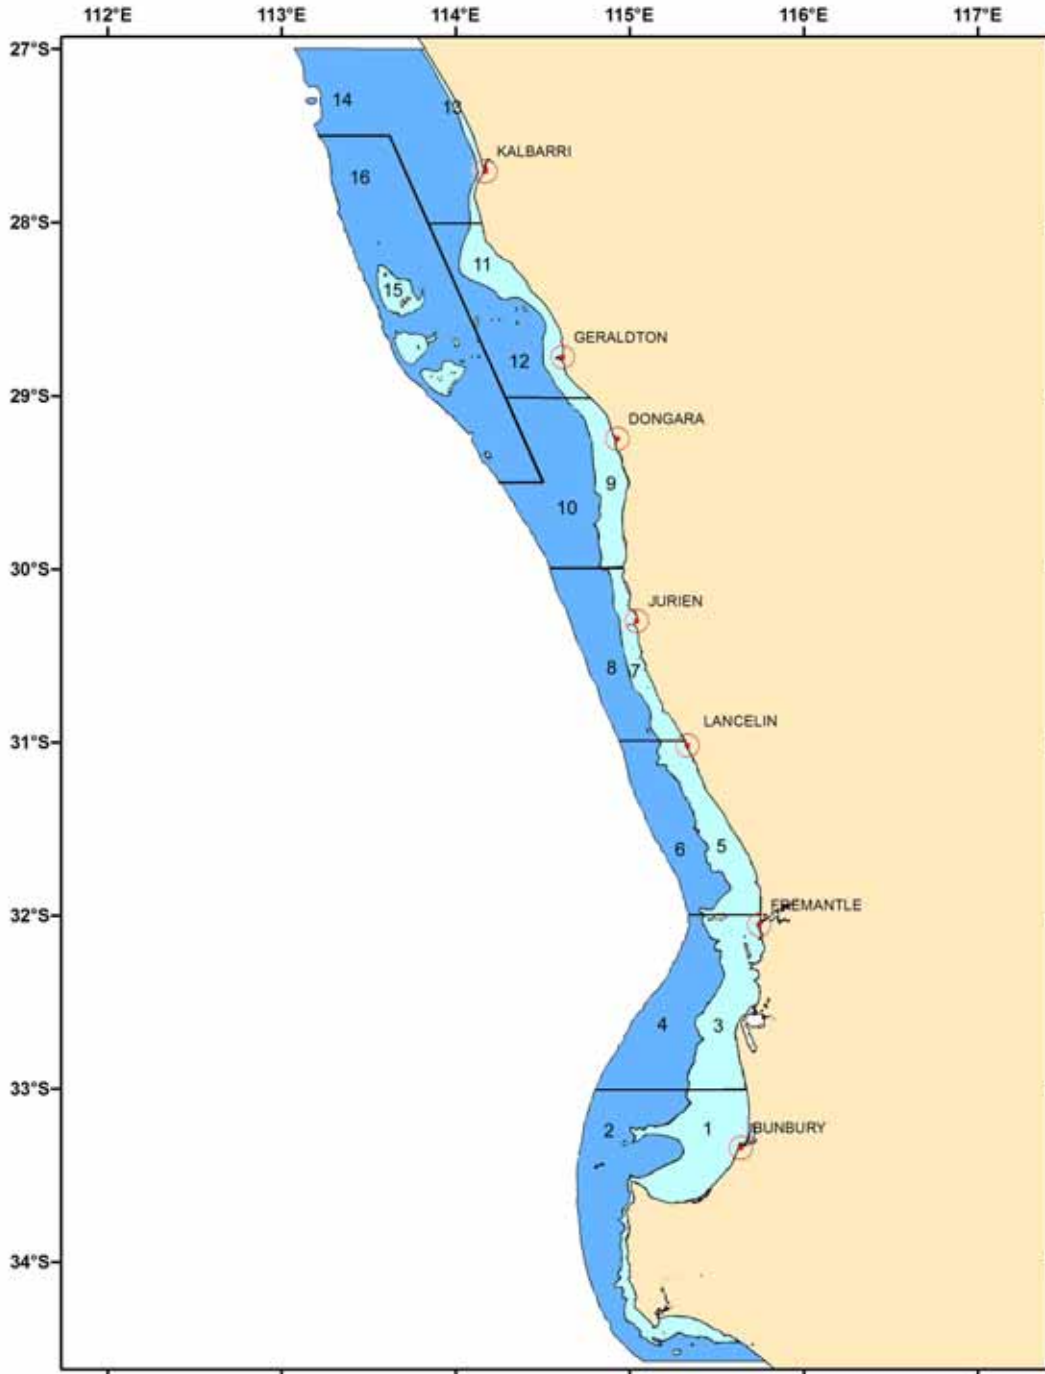 112°E 113°E 114°E 115°E 116°E 117°E
27°S
14
13
KALBARRI
16
28°S
11
15
GERALDTON
12
29°S
DONGARA
9
10
30°S
JURIEN
8
7
LANCELIN
31°S
6
5
FREMANTLE
32°S
4
3
33°S
2
1
BUNBURY
34°S